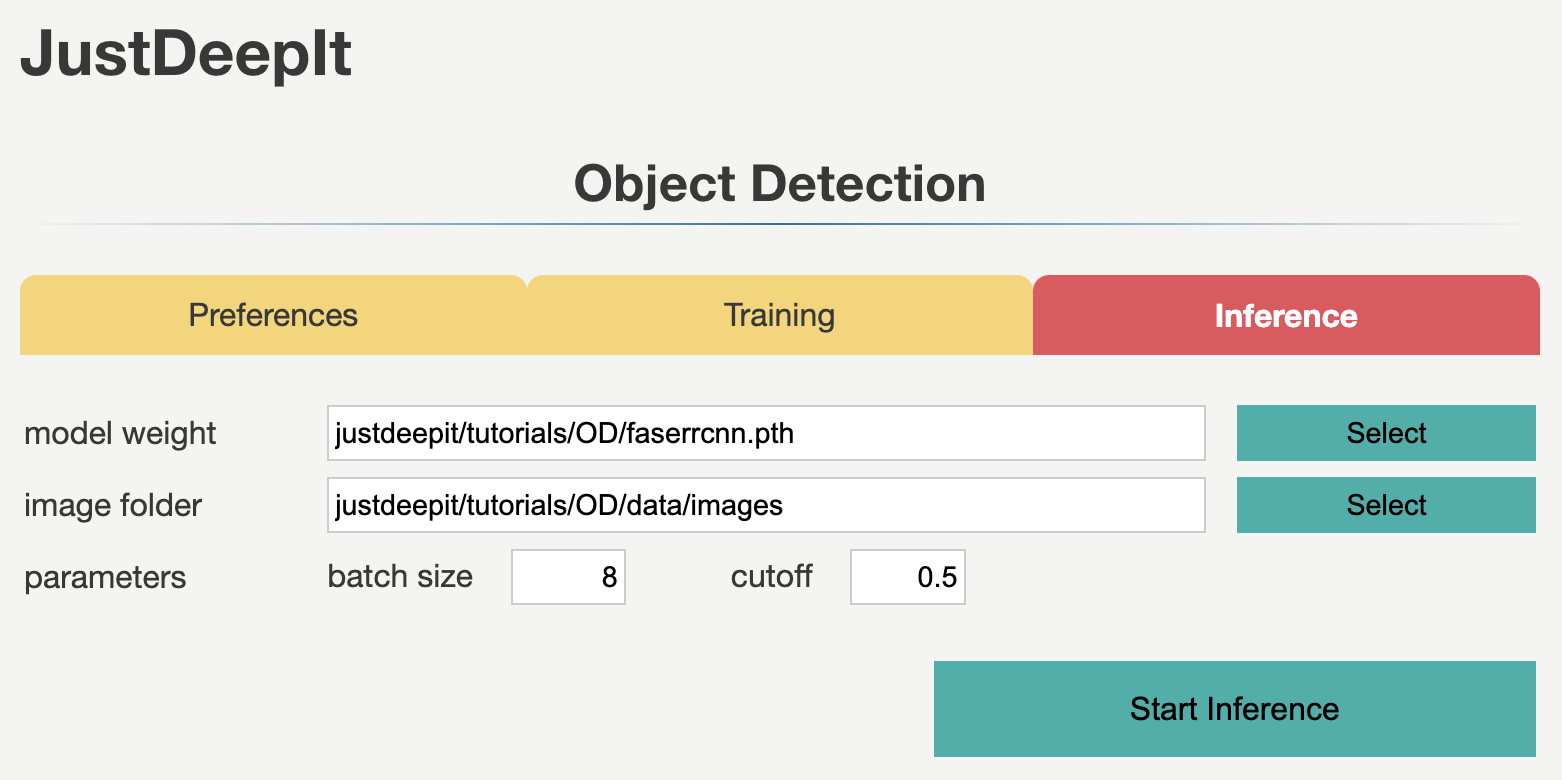 JustDeepIt
Object Detection
Preferences Training Inference
model weight justdeepit/tutorials/OD/faserrcnn.pth Select
image folder justdeepit/tutorials/OD/data/images Select
parameters batch size 8 cutoff 0.5
Start Inference